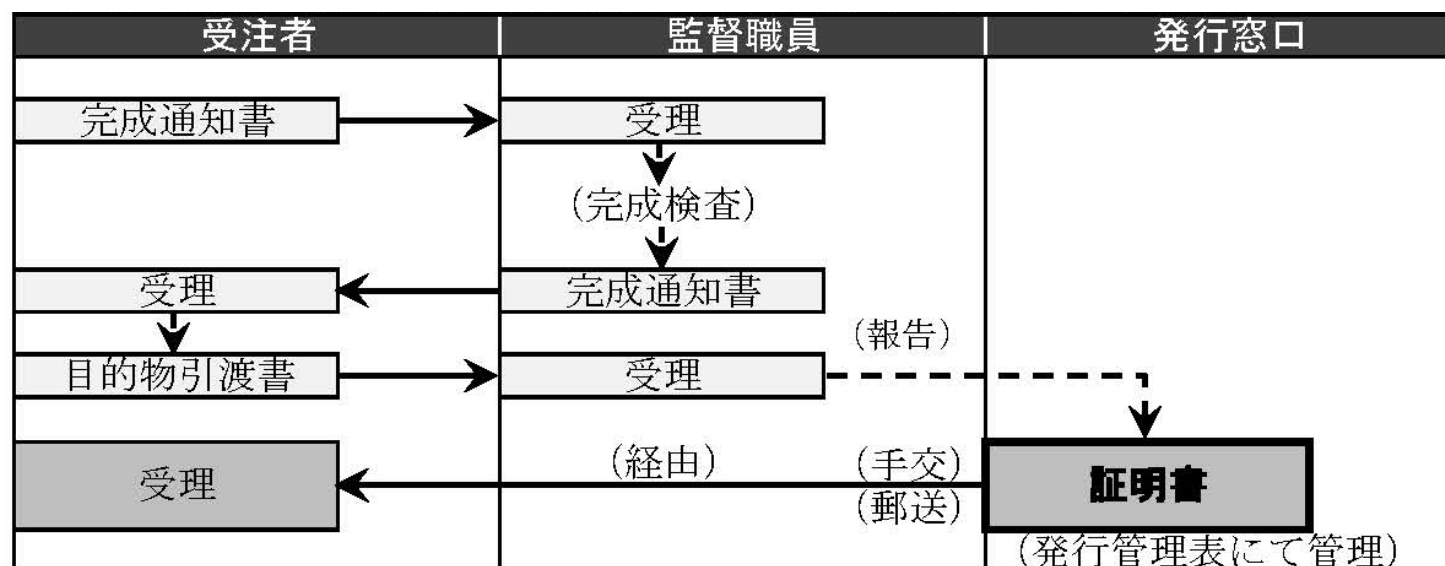 受注者 監督職員 発行窓口
完成通知書 受理
(完成検査)
受理 完成通知書
(報告)
目的物引渡書 受理
(経由) (手交)
受理 証明書
(郵送)
(発行管理表にて管理)